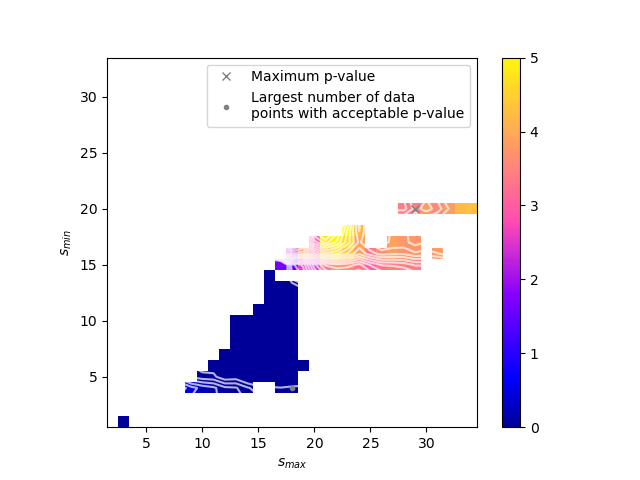 Maximum p-value
Largest number of data
points with acceptable p-value
30
25
20
15
10
5
s_min
5 10 15 20 25 30
s_max
5
4
3
2
1
0